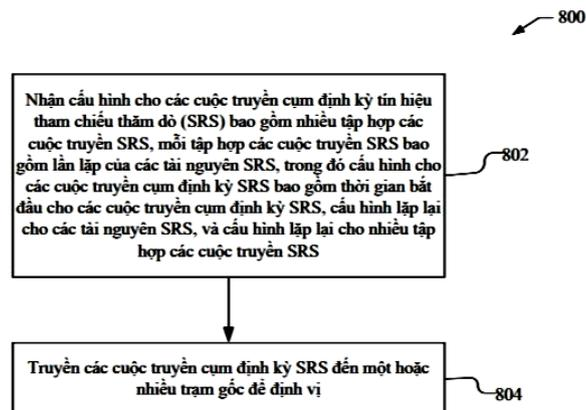 800
Nhận cấu hình cho các cuộc truyền cụm định kỳ tín hiệu
tham chiếu thăm dò (SRS) bao gồm nhiều tập hợp các
cuộc truyền SRS, mỗi tập hợp các cuộc truyền SRS bao
gồm lần lặp của các tài nguyên SRS, trong đó cấu hình cho
các cuộc truyền cụm định kỳ SRS bao gồm thời gian bắt
đầu cho các cuộc truyền cụm định kỳ SRS, cấu hình lặp lại
cho các tài nguyên SRS, và cấu hình lặp lại cho nhiều tập
hợp các cuộc truyền SRS
802
Truyền các cuộc truyền cụm định kỳ SRS đến một hoặc
nhiều trạm gốc để định vị
804